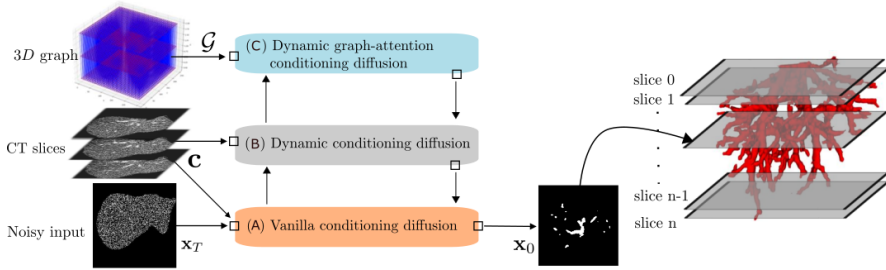 3D graph
𝒢
(C) Dynamic graph-attention
conditioning diffusion
CT slices
c
(B) Dynamic conditioning diffusion
Noisy input
x_T
(A) Vanilla conditioning diffusion
x_0
slice 0
slice 1
slice n-1
slice n